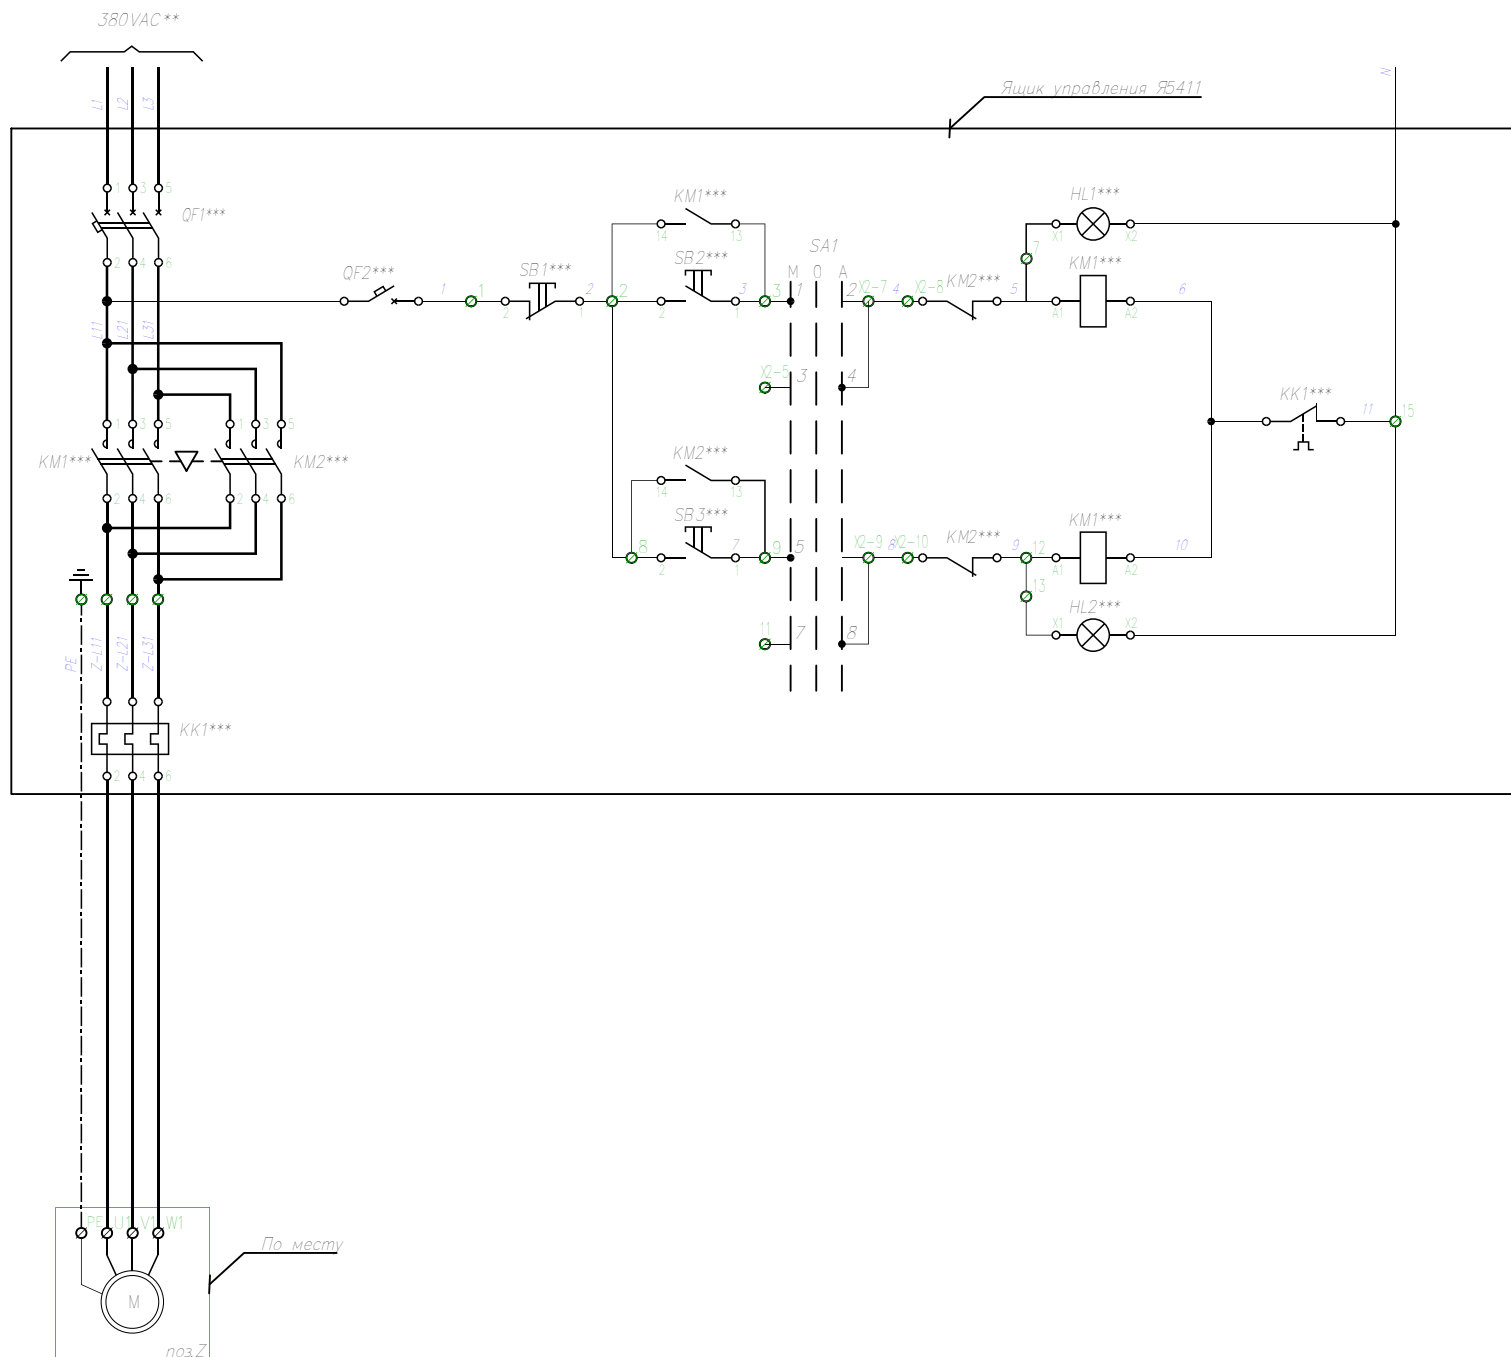 380VAC**
Ящик управления Я5411
N
L1
L2
L3
1
3
5
QF1***
2
4
6
L11
L21
L31
QF2***
1
1
SB1***
2
1
2
2
KM1***
14
13
SB2***
2
3
1
3
SA1
M
O
A
1
2
X2-7
4
X2-8
KM2***
5
7
HL1***
X1
X2
KM1***
A1
A2
6
X2-5
3
4
KK1***
11
15
1
3
5
1
3
5
KM1***
KM2***
2
4
6
2
4
6
KM2***
14
13
SB3***
8
2
7
1
9
5
X2-9
8
X2-10
KM2***
9
12
KM1***
A1
A2
10
13
HL2***
X1
X2
11
7
8
PE
Z-L11
Z-L21
Z-L31
KK1***
2
4
6
PE
U1
V1
W1
По месту
M
поз.Z